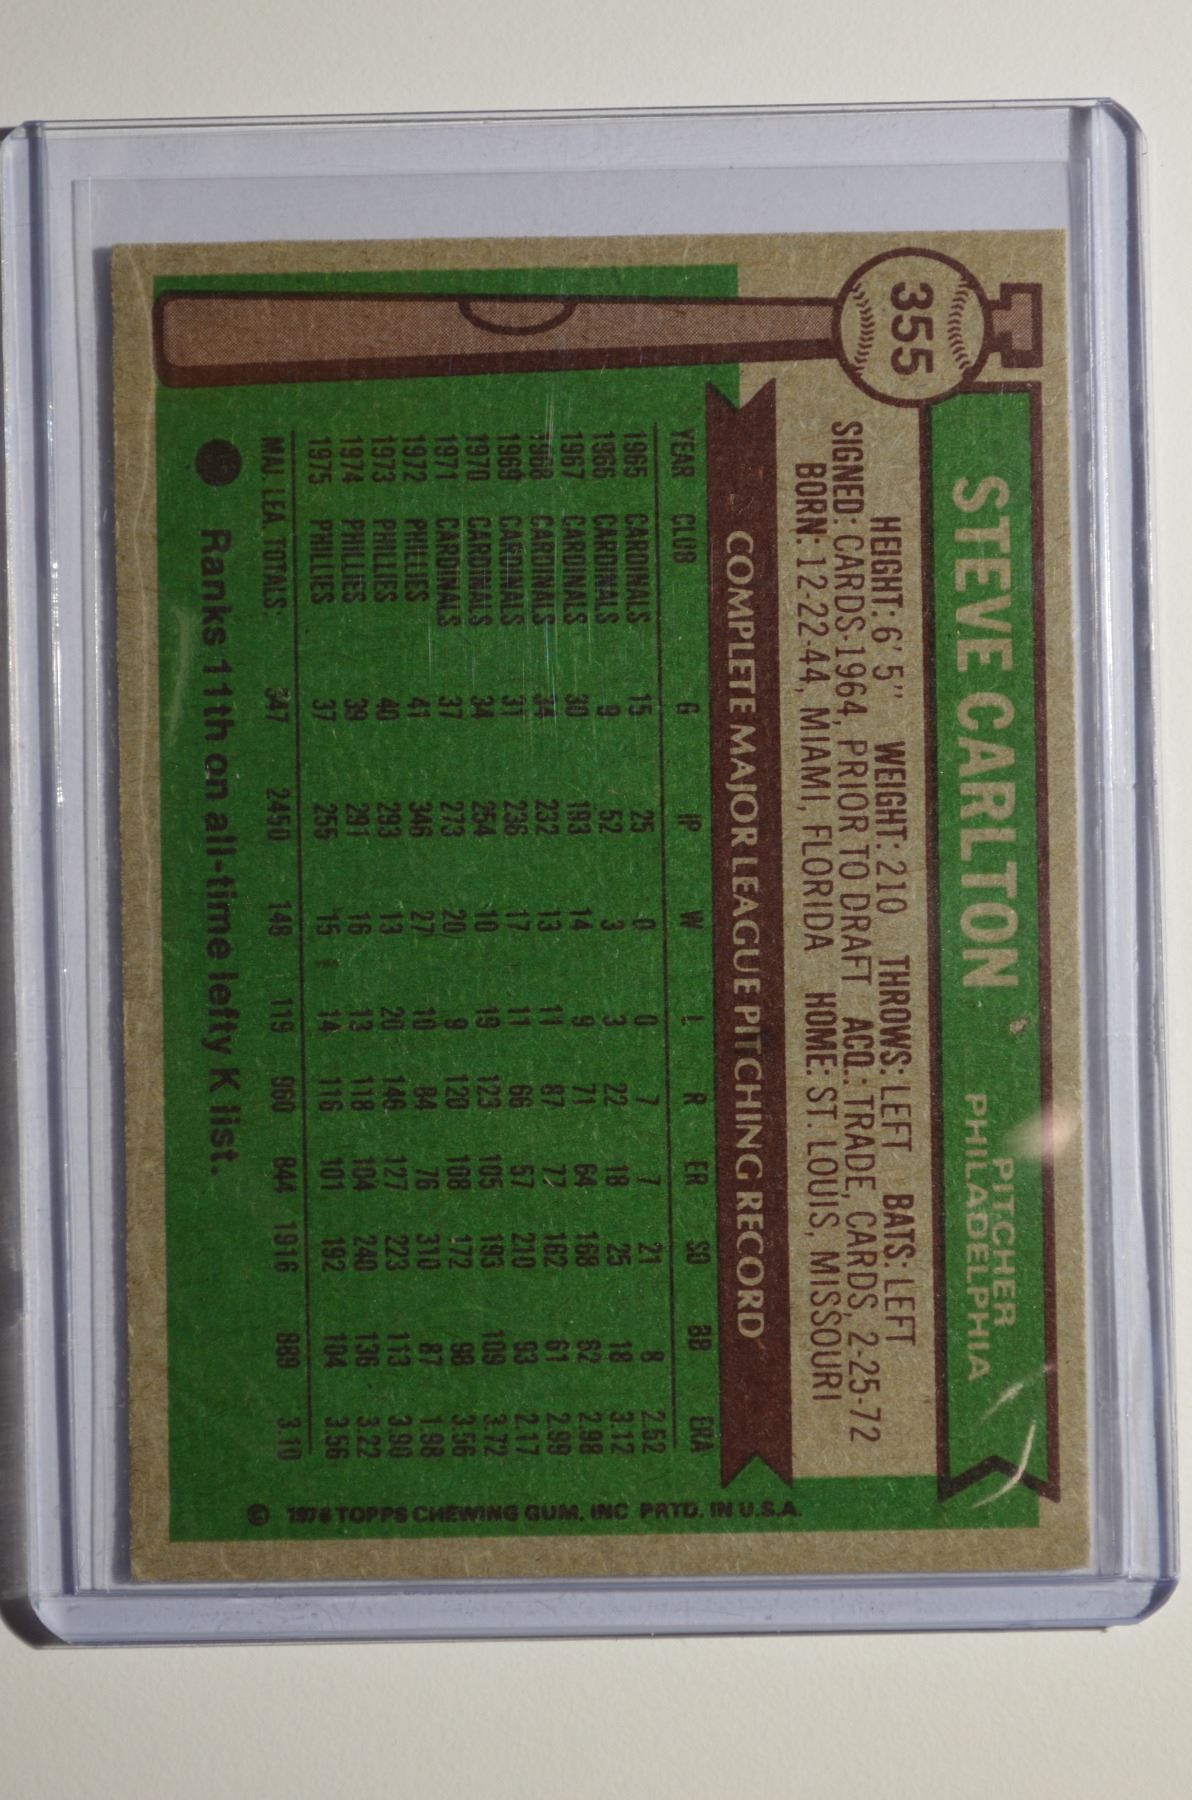 355
STEVE CARLTON
PITCHER
PHILADELPHIA
HEIGHT: 6' 5" WEIGHT: 210 THROWS: LEFT BATS: LEFT
SIGNED: CARDS-1964, PRIOR TO DRAFT ACQ.: TRADE, CARDS, 2-25-72
BORN: 12-22-44, MIAMI, FLORIDA HOME: ST. LOUIS, MISSOURI
COMPLETE MAJOR LEAGUE PITCHING RECORD
YEAR CLUB G IP W L R ER SO BB ERA
1965 CARDINALS 15 25 0 0 7 7 21 8 2.52
1966 CARDINALS 9 52 3 3 22 18 25 18 3.12
1967 CARDINALS 30 193 14 9 71 64 168 62 2.98
1968 CARDINALS 34 232 13 11 87 77 162 61 2.99
1969 CARDINALS 31 236 17 11 66 57 210 93 2.17
1970 CARDINALS 34 254 10 19 123 105 193 109 3.72
1971 CARDINALS 37 273 20 9 120 108 172 98 3.56
1972 PHILLIES 41 346 27 10 84 76 310 87 1.98
1973 PHILLIES 40 293 13 20 146 127 223 113 3.90
1974 PHILLIES 39 291 16 13 118 104 240 136 3.22
1975 PHILLIES 37 255 15 14 116 101 192 104 3.56
MAJ. LEA. TOTALS 347 2450 148 119 960 844 1916 889 3.10
Ranks 11th on all-time lefty K list.
© 1976 TOPPS CHEWING GUM, INC PRTD. IN U.S.A.